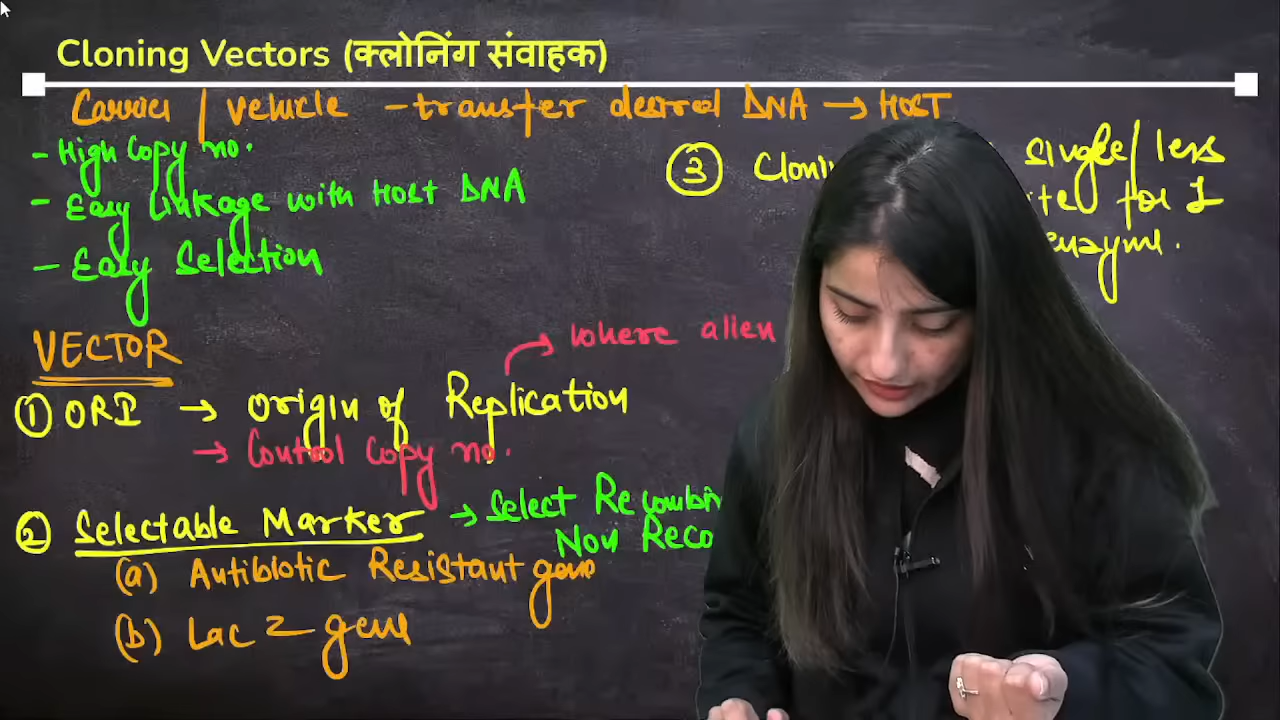 Cloning Vectors (क्लोनिंग संवाहक)
Carrier / vehicle - transfer desired DNA → HOST
- High Copy no.
- Easy Linkage with Host DNA
- Easy Selection
③ Cloni
single/less
for 1
enzyme.
VECTOR
→ where alien
① ORI → Origin of Replication
→ Control Copy no.
② Selectable Marker → Select Recombin
Non Reco
(a) Antibiotic Resistant gene
(b) Lac Z gene